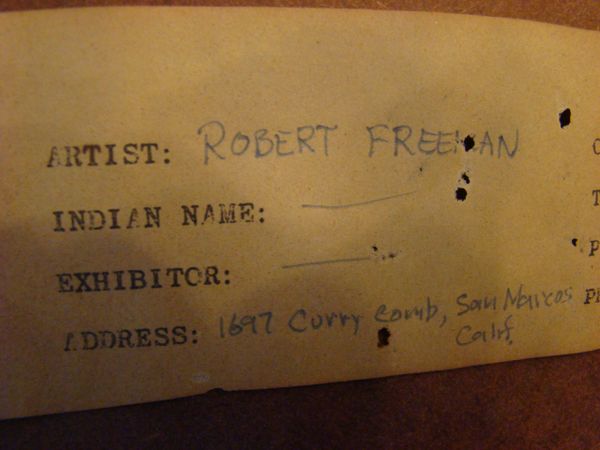 ARTIST: ROBERT FREEMAN
INDIAN NAME: —
EXHIBITOR: —
ADDRESS: 1697 Curry Comb, San Marcos
Calif.